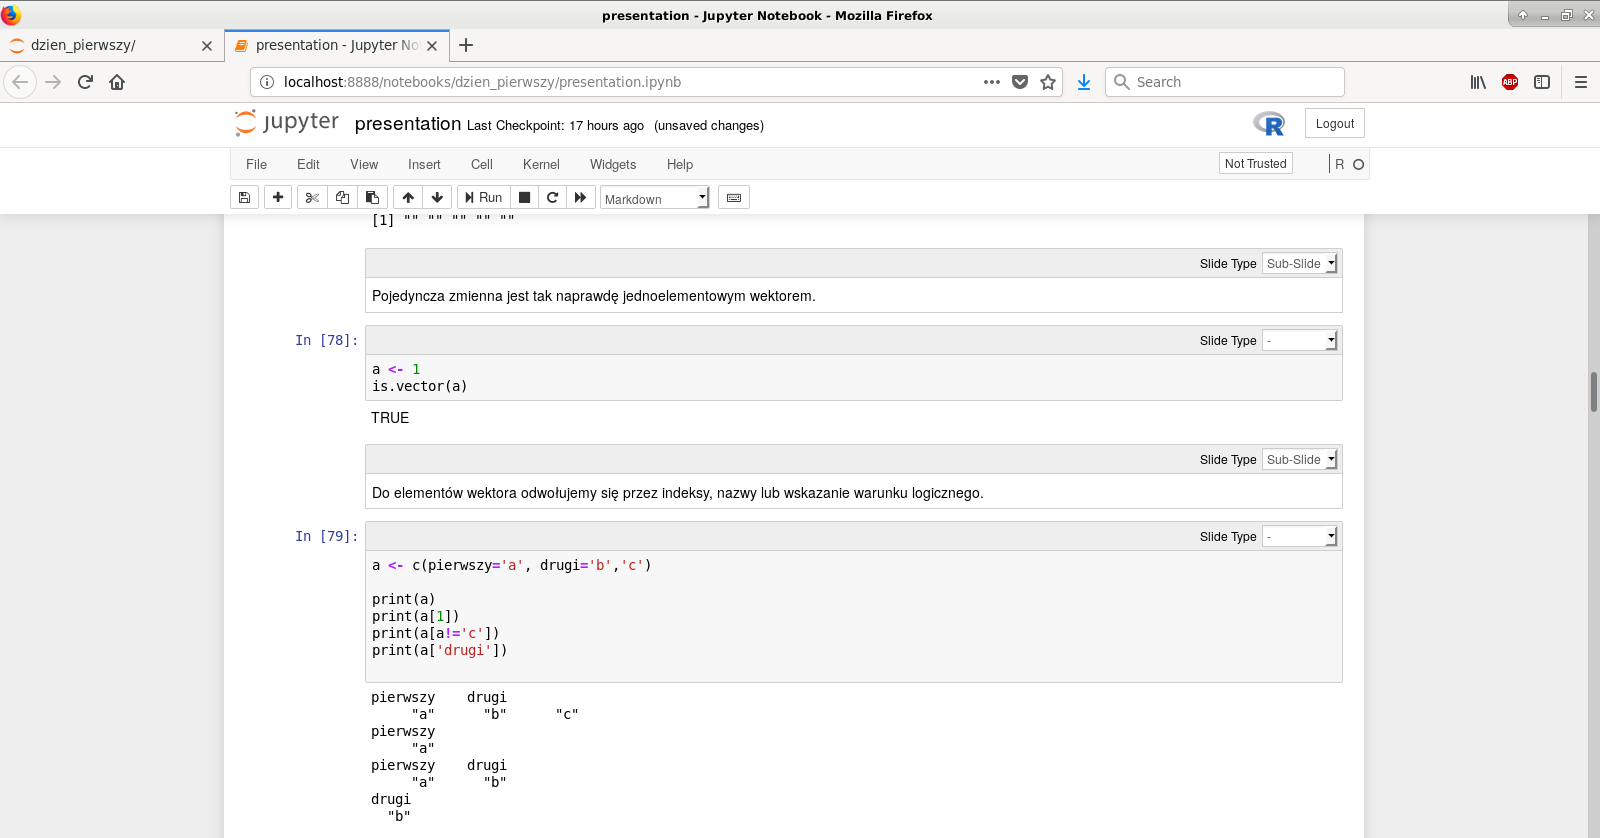 presentation - Jupyter Notebook - Mozilla Firefox
dzien_pierwszy/
presentation - Jupyter No
localhost:8888/notebooks/dzien_pierwszy/presentation.ipynb
Search
ABP
jupyter presentation Last Checkpoint: 17 hours ago (unsaved changes)
R
Logout
File Edit View Insert Cell Kernel Widgets Help
Not Trusted
R
Run
Markdown
[1] "" "" "" "" ""
Slide Type Sub-Slide
Pojedyncza zmienna jest tak naprawdę jednoelementowym wektorem.
In [78]:
Slide Type -
a <- 1
is.vector(a)
TRUE
Slide Type Sub-Slide
Do elementów wektora odwołujemy się przez indeksy, nazwy lub wskazanie warunku logicznego.
In [79]:
Slide Type -
a <- c(pierwszy='a', drugi='b','c')
print(a)
print(a[1])
print(a[a!='c'])
print(a['drugi'])
pierwszy    drugi
     "a"      "b"      "c"
pierwszy
     "a"
pierwszy    drugi
     "a"      "b"
drugi
  "b"